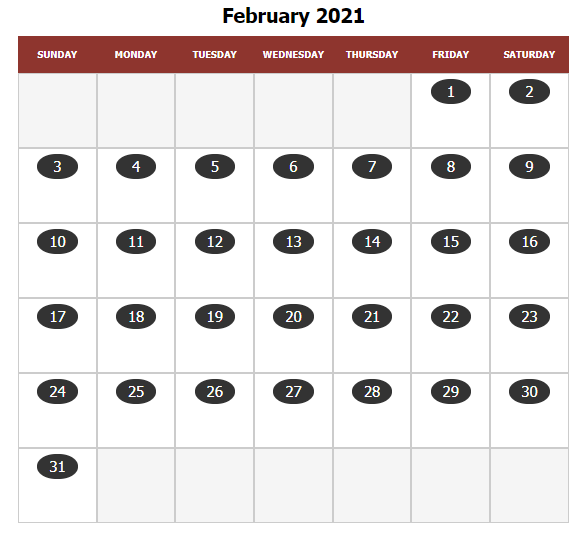 February 2021
SUNDAY MONDAY TUESDAY WEDNESDAY THURSDAY FRIDAY SATURDAY
1 2
3 4 5 6 7 8 9
10 11 12 13 14 15 16
17 18 19 20 21 22 23
24 25 26 27 28 29 30
31